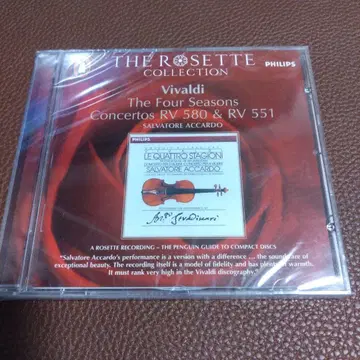 THE ROSETTE
COLLECTION
PHILIPS
Vivaldi
The Four Seasons
Concertos RV 580 & RV 551
SALVATORE ACCARDO
PHILIPS
LE QUATTRO STAGIONI
SALVATORE ACCARDO
A ROSETTE RECORDING – THE PENGUIN GUIDE TO COMPACT DISCS
"Salvatore Accardo's performance is a version with a difference ... the sound are of
exceptional beauty. The recording itself is a model of fidelity and has plenty of warmth.
It must rank very high in the Vivaldi discography"